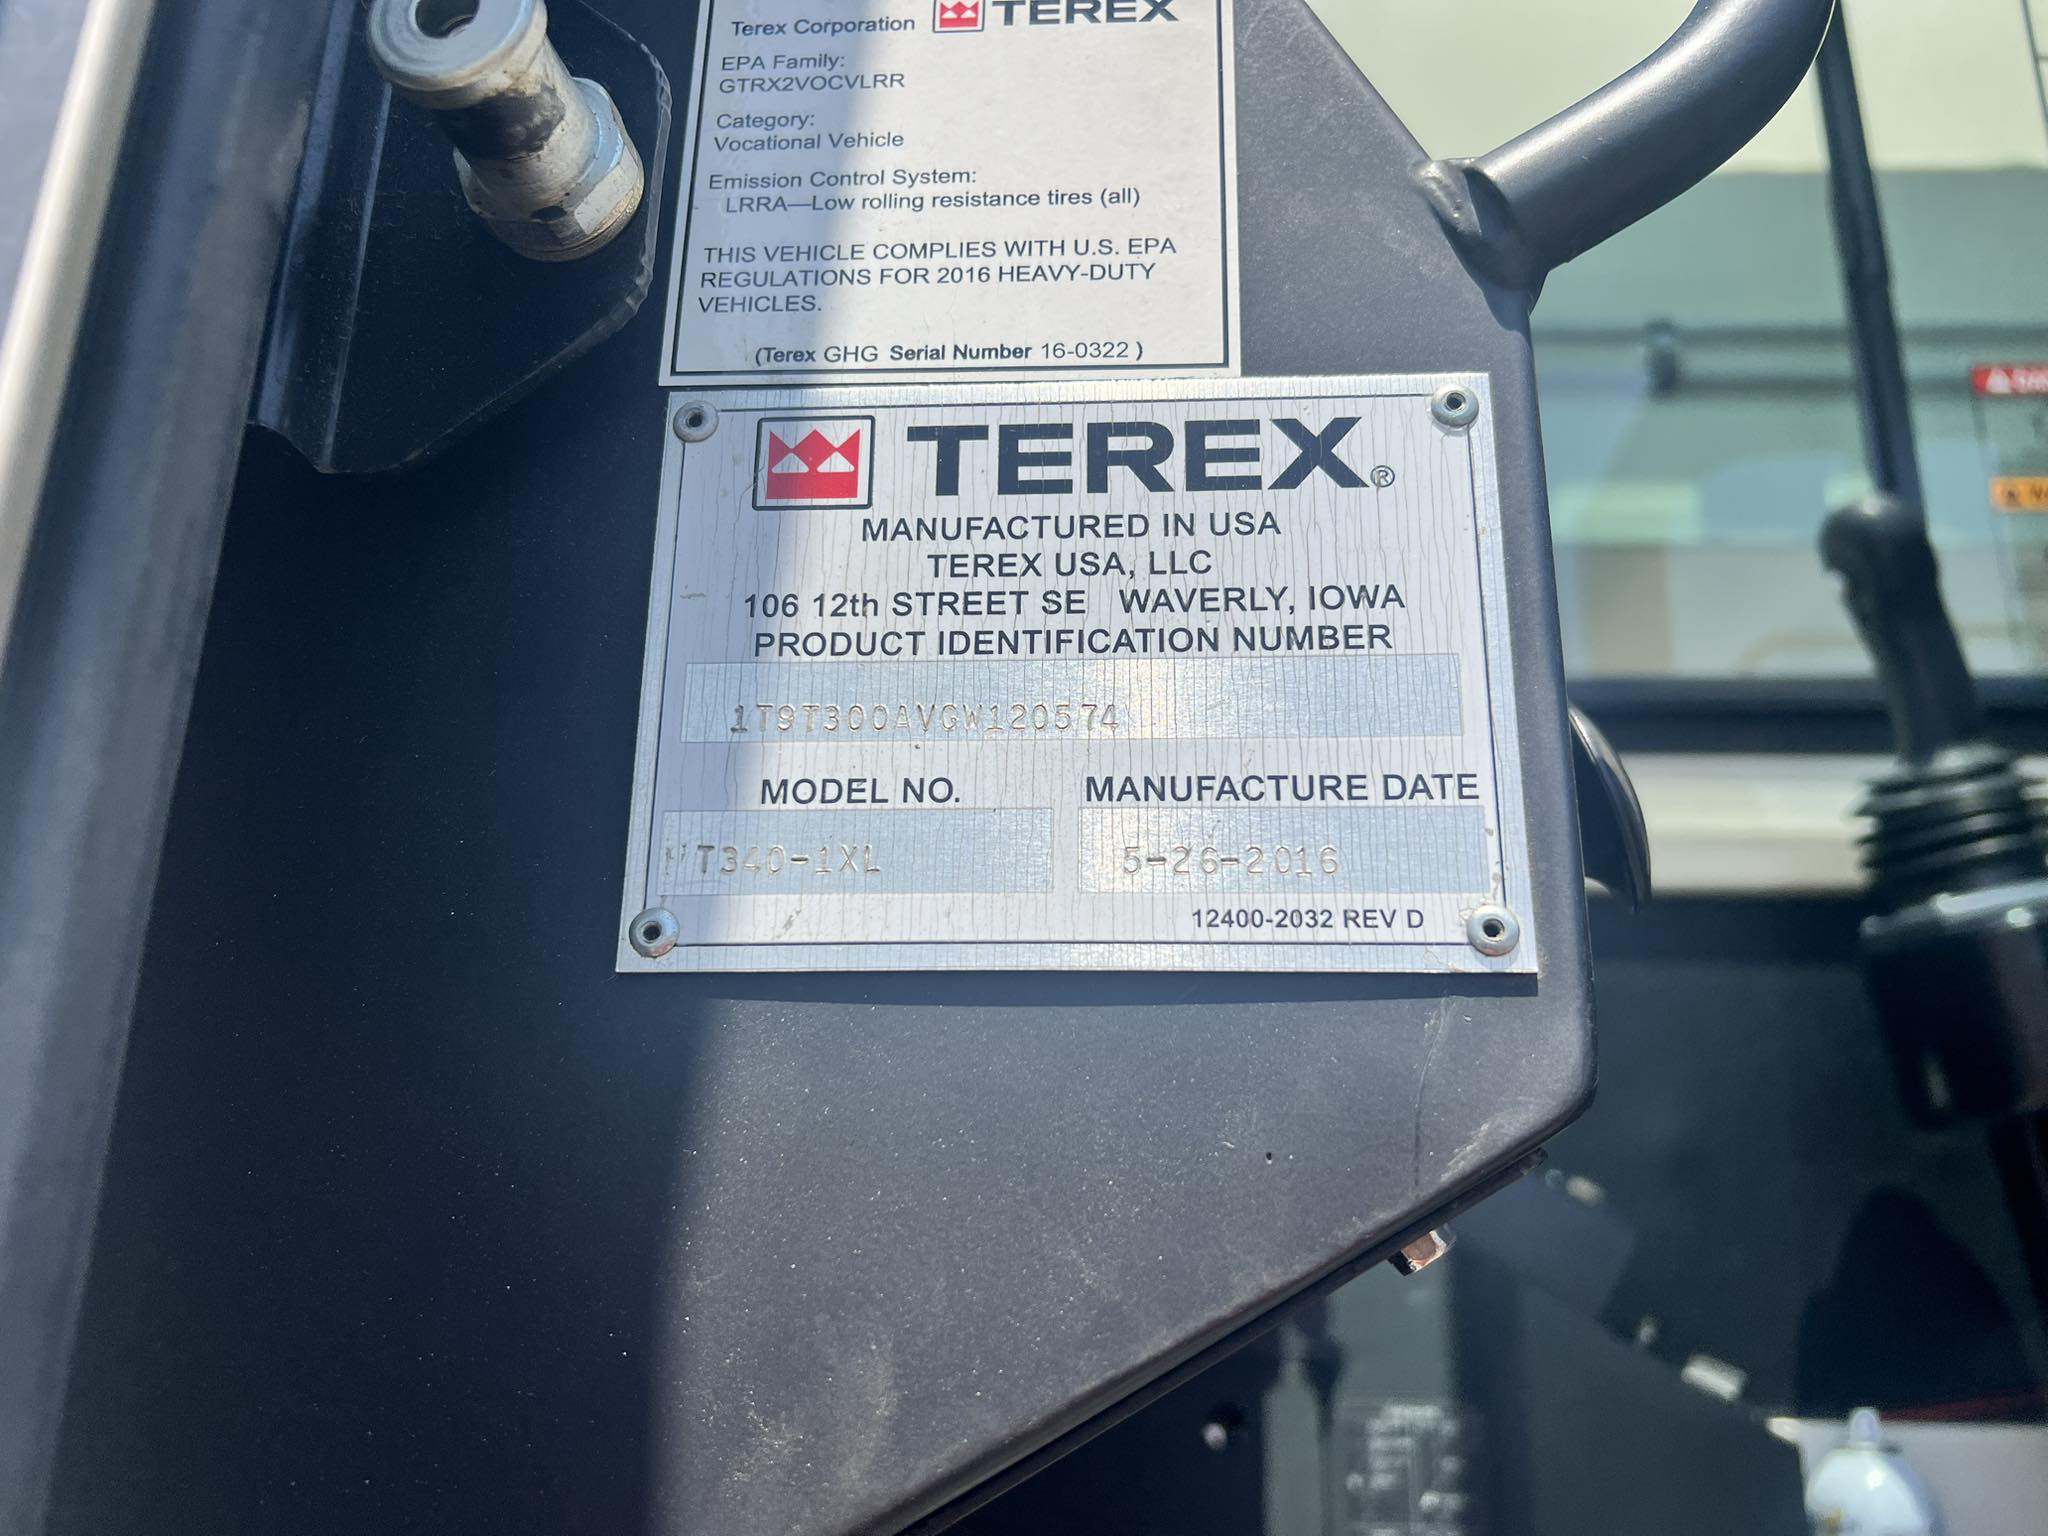 Terex Corporation TEREX
EPA Family:
GTRX2VOCVLRR
Category:
Vocational Vehicle
Emission Control System:
LRRA—Low rolling resistance tires (all)
THIS VEHICLE COMPLIES WITH U.S. EPA
REGULATIONS FOR 2016 HEAVY-DUTY
VEHICLES.
(Terex GHG Serial Number 16-0322 )
TEREX®
MANUFACTURED IN USA
TEREX USA, LLC
106 12th STREET SE WAVERLY, IOWA
PRODUCT IDENTIFICATION NUMBER
1T9T300AVGW120574
MODEL NO. MANUFACTURE DATE
5-26-2016
12400-2032 REV D